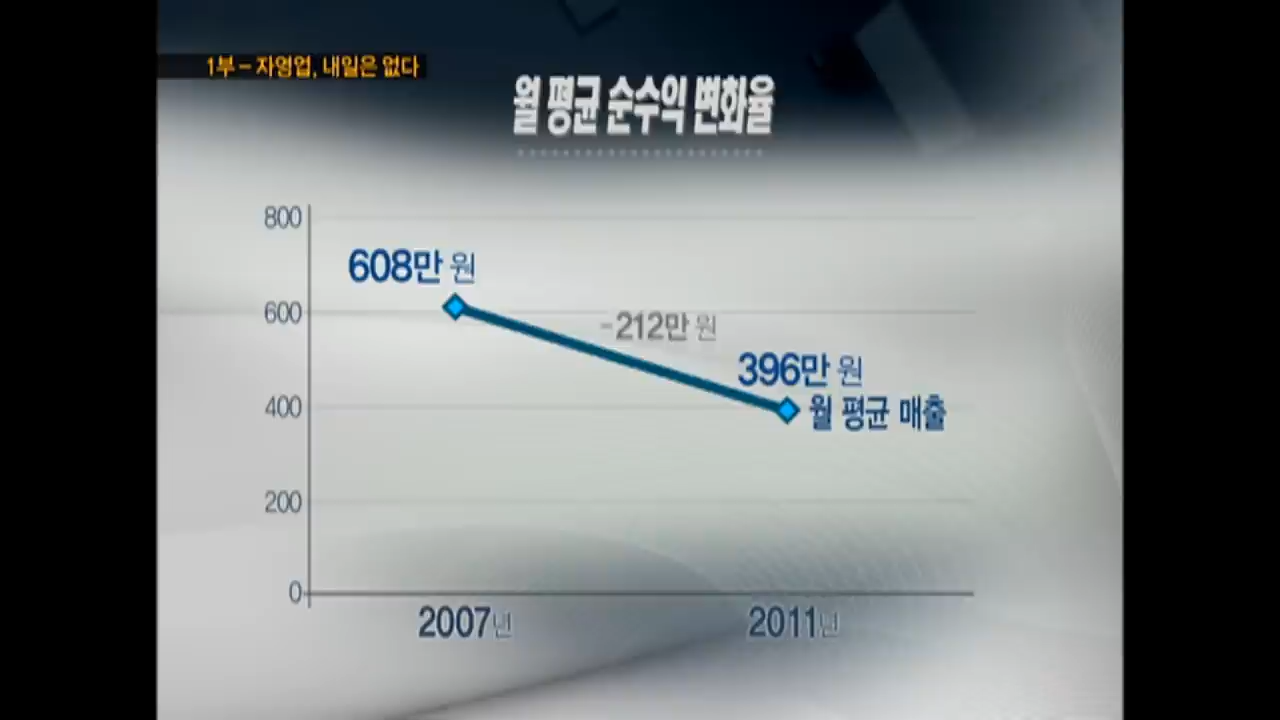 1부 - 자영업, 내일은 없다
월 평균 순수익 변화율
800
608만 원
600
-212만 원
396만 원
400
월 평균 매출
200
0
2007년
2011년